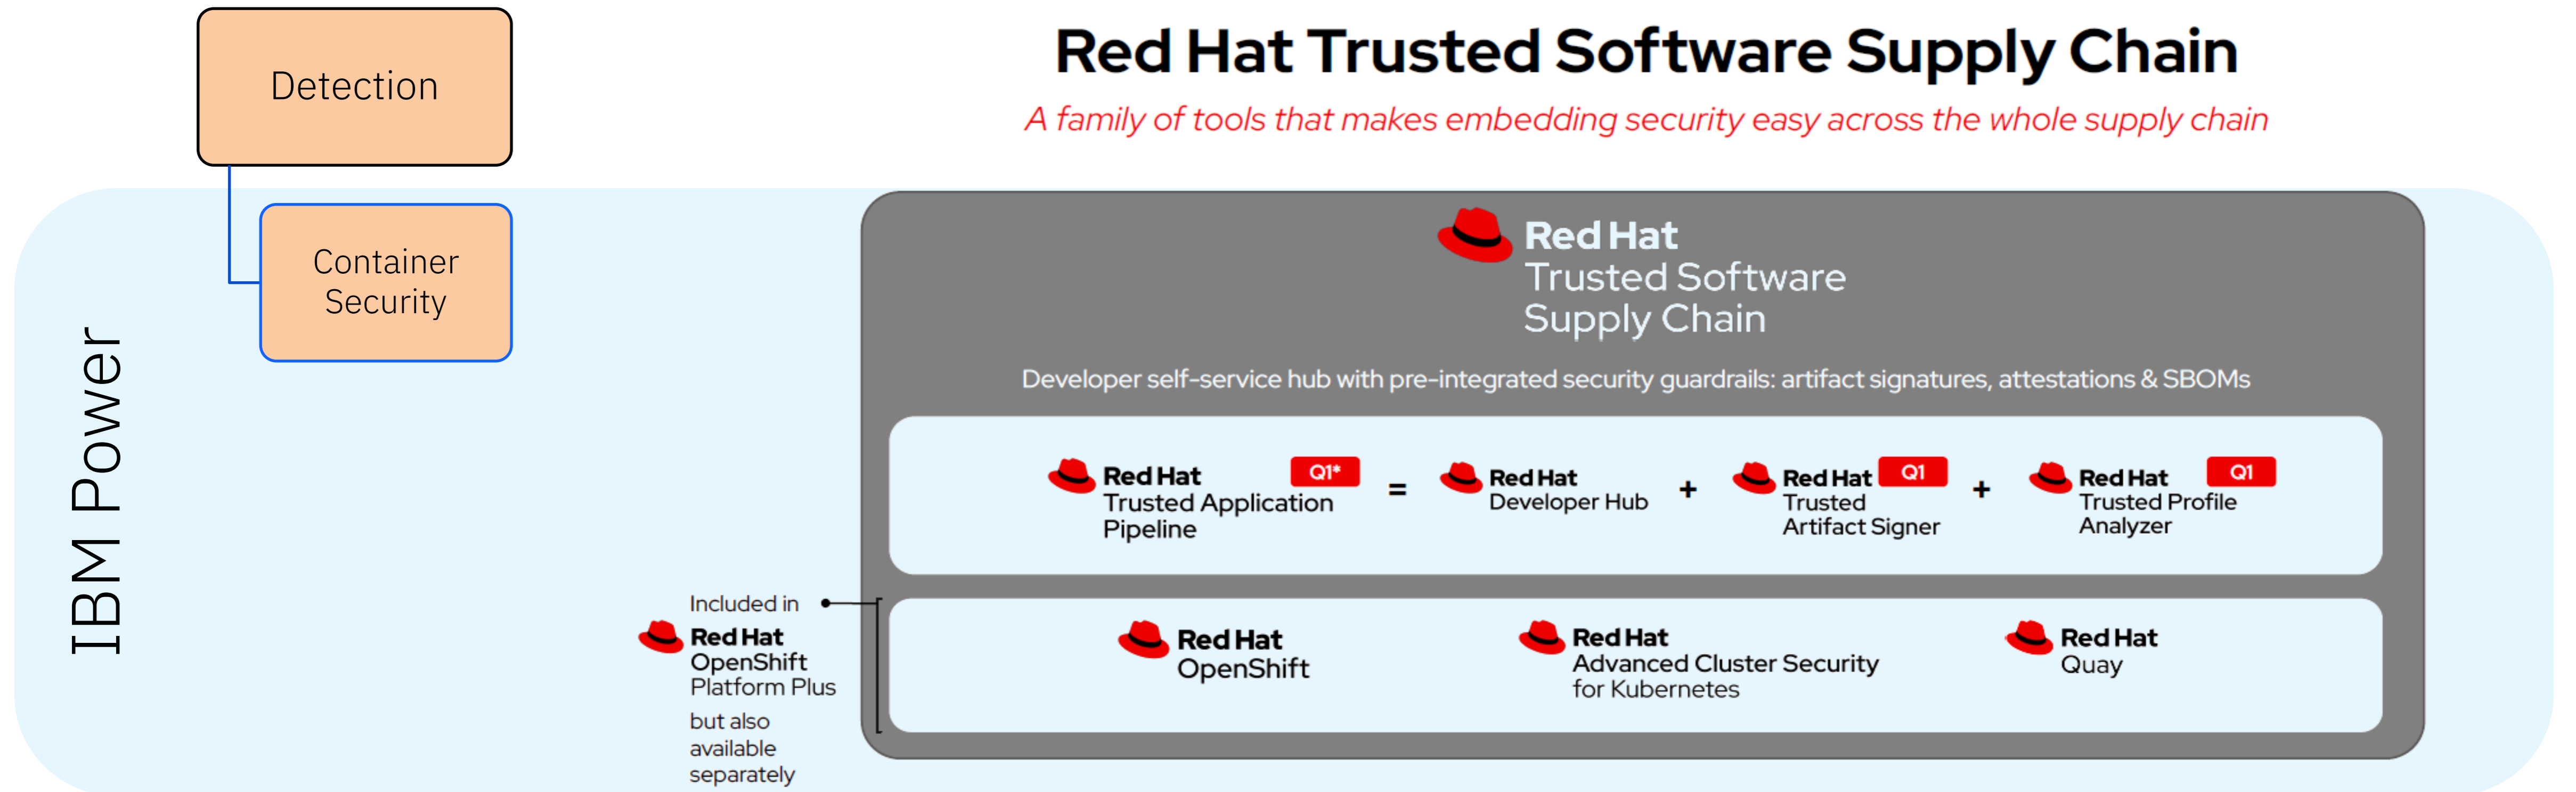 Detection
Red Hat Trusted Software Supply Chain
A family of tools that makes embedding security easy across the whole supply chain
Container
Security
IBM Power
Red Hat
Trusted Software
Supply Chain
Developer self-service hub with pre-integrated security guardrails: artifact signatures, attestations & SBOMs
Red Hat
Trusted Application
Pipeline
Q1*
=
Red Hat
Developer Hub
+
Red Hat
Trusted
Artifact Signer
Q1
+
Red Hat
Trusted Profile
Analyzer
Q1
Included in
Red Hat
OpenShift
Platform Plus
but also
available
separately
Red Hat
OpenShift
Red Hat
Advanced Cluster Security
for Kubernetes
Red Hat
Quay